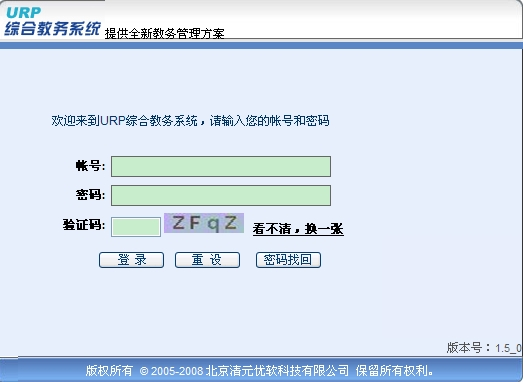 URP
综合教务系统 提供全新教务管理方案
欢迎来到URP综合教务系统，请输入您的帐号和密码
帐号:
密码:
验证码: ZFqZ 看不清，换一张
登 录 重 设 密码找回
版本号：1.5_0
版权所有 © 2005-2008 北京清元优软科技有限公司 保留所有权利。